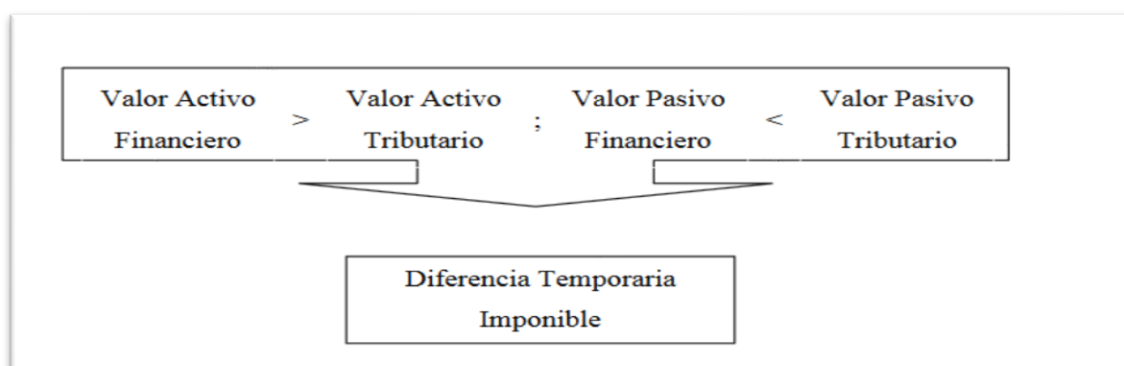 Valor Activo Valor Activo Valor Pasivo Valor Pasivo
> ; <
Financiero Tributario Financiero Tributario
Diferencia Temporaria
Imponible